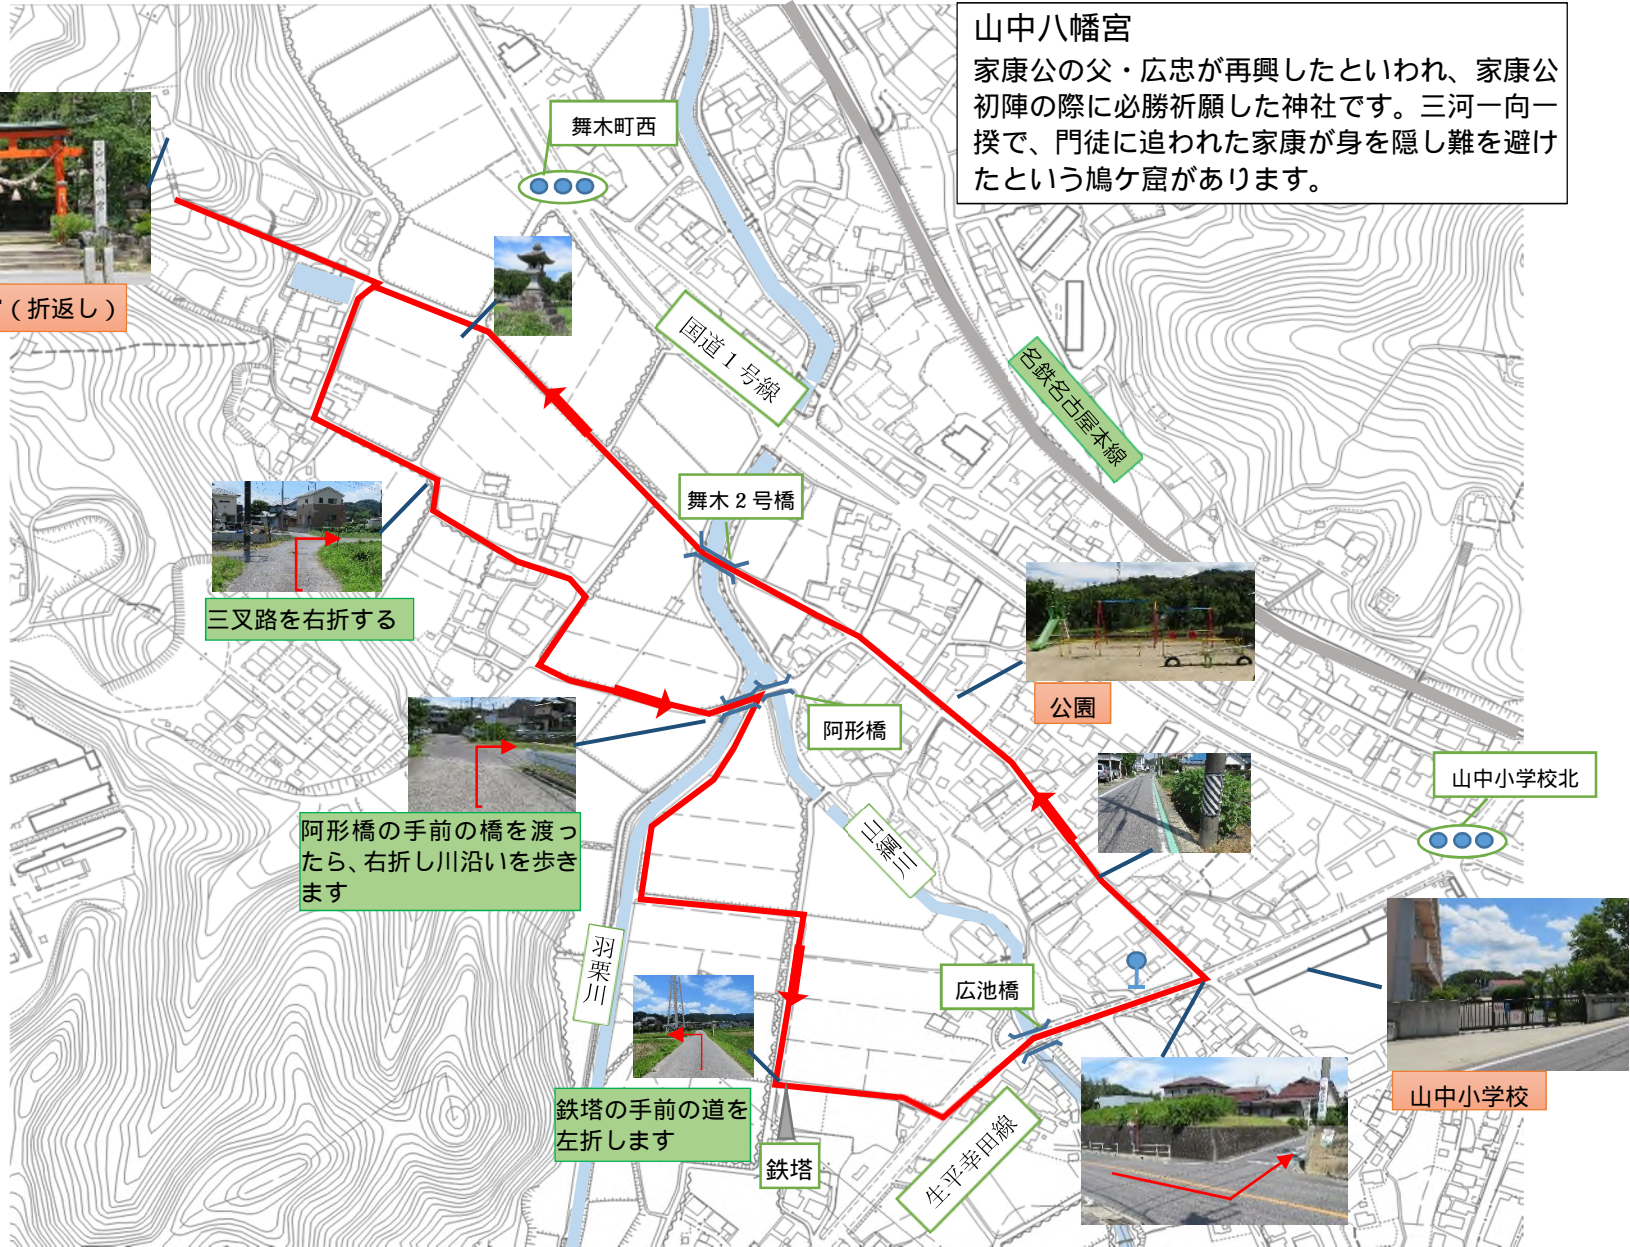 山中八幡宮
家康公の父・広忠が再興したといわれ、家康公
初陣の際に必勝祈願した神社です。三河一向一
揆で、門徒に追われた家康が身を隠し難を避け
たという鳩ケ窟があります。
舞木町西
（折返し）
国道１号線
名鉄名古屋本線
舞木２号橋
三叉路を右折する
公園
阿形橋
山中小学校北
阿形橋の手前の橋を渡っ
たら、右折し川沿いを歩き
ます
山綱川
羽栗川
広池橋
山中小学校
鉄塔の手前の道を
左折します
鉄塔
生平幸田線